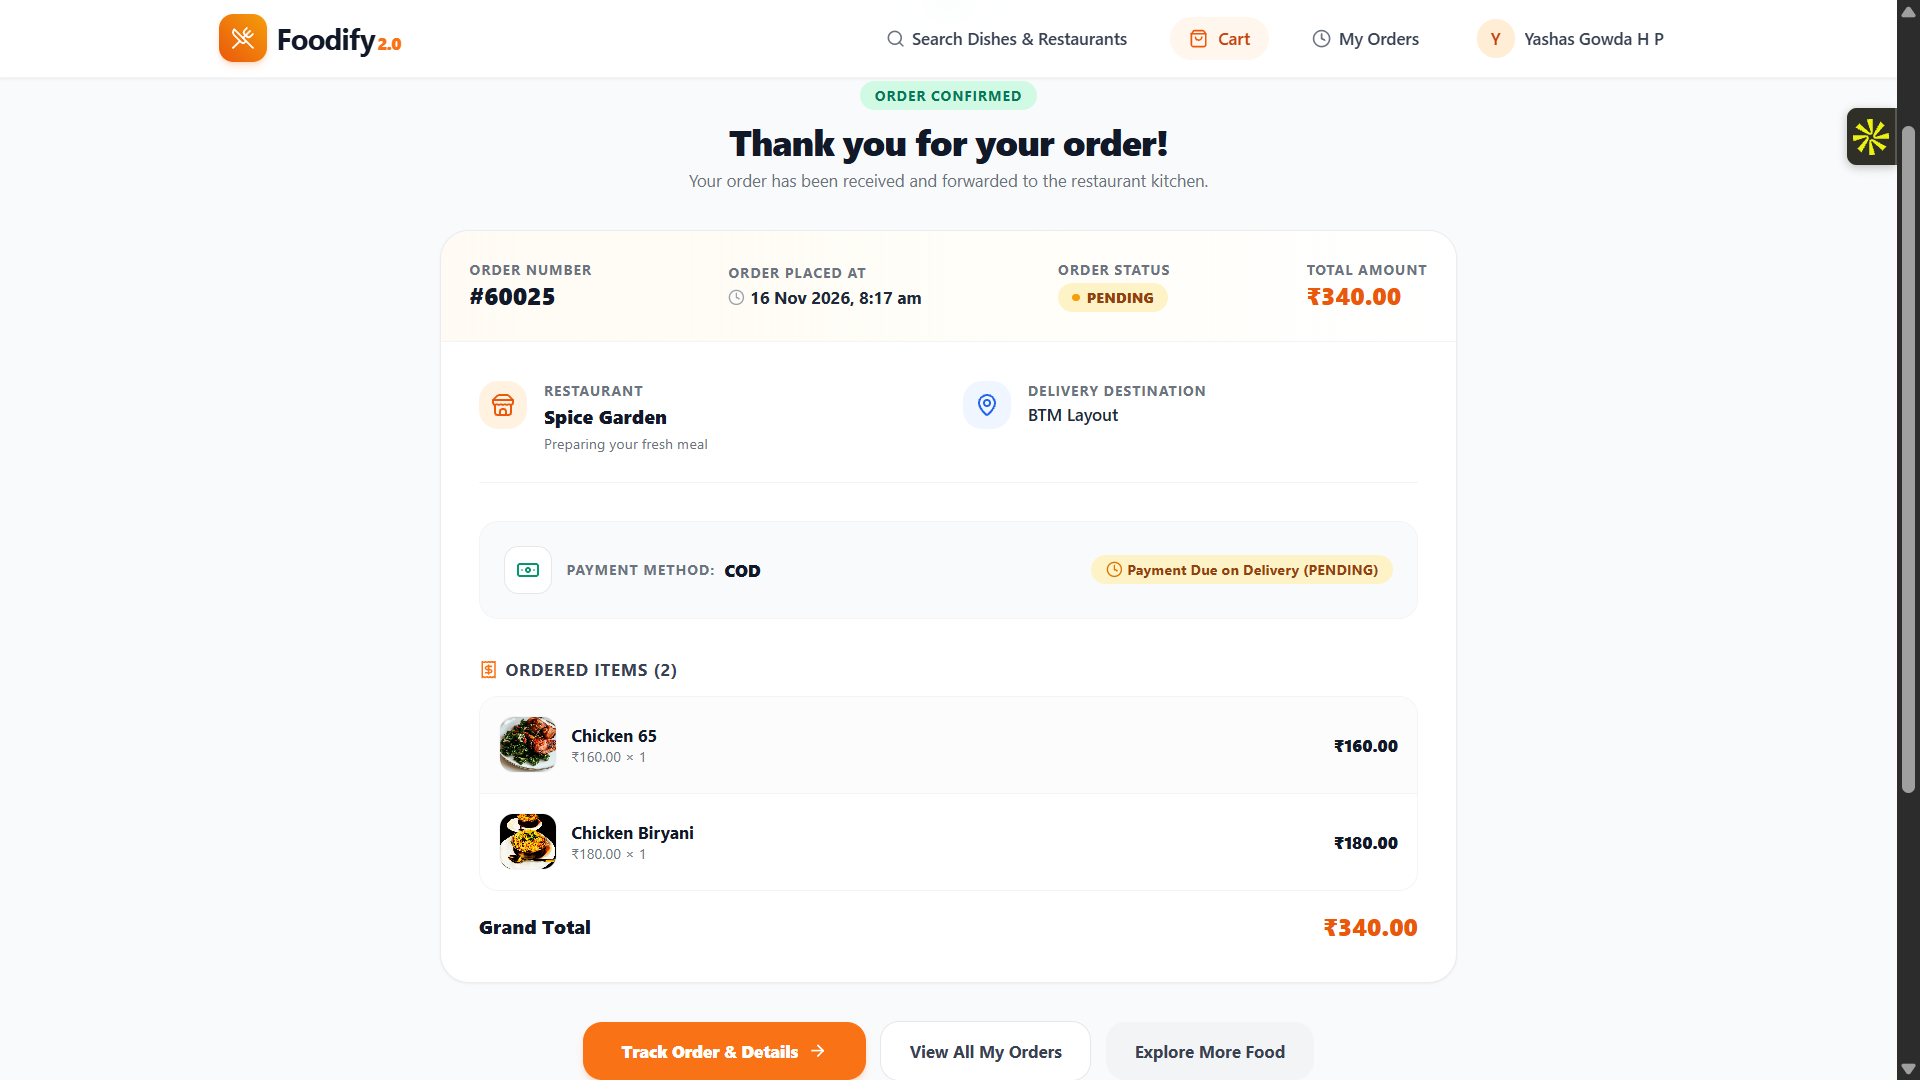 Foodify 2.0
Search Dishes & Restaurants
Cart
My Orders
Y
Yashas Gowda H P
ORDER CONFIRMED
Thank you for your order!
Your order has been received and forwarded to the restaurant kitchen.
ORDER NUMBER
#60025
ORDER PLACED AT
16 Nov 2026, 8:17 am
ORDER STATUS
PENDING
TOTAL AMOUNT
₹340.00
RESTAURANT
Spice Garden
Preparing your fresh meal
DELIVERY DESTINATION
BTM Layout
PAYMENT METHOD: COD
Payment Due on Delivery (PENDING)
ORDERED ITEMS (2)
Chicken 65
₹160.00 × 1
₹160.00
Chicken Biryani
₹180.00 × 1
₹180.00
Grand Total
₹340.00
Track Order & Details →
View All My Orders
Explore More Food